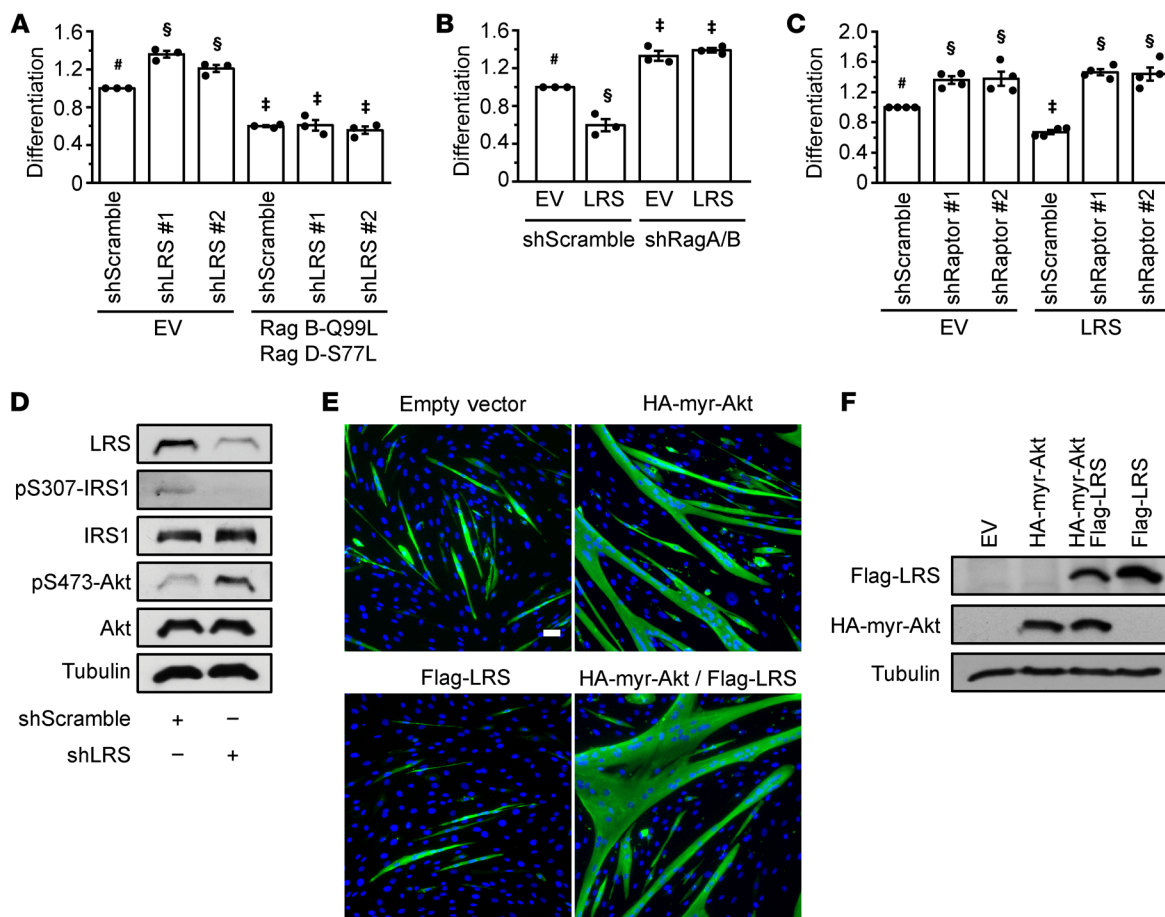 A
Differentiation
1.6
1.2
0.8
0.4
0
#
§
§
‡
‡
‡
shScramble
shLRS #1
shLRS #2
shScramble
shLRS #1
shLRS #2
EV
Rag B-Q99L
Rag D-S77L
B
Differentiation
1.6
1.2
0.8
0.4
0
#
§
‡
‡
EV LRS EV LRS
shScramble shRagA/B
C
Differentiation
2.0
1.6
1.2
0.8
0.4
0
#
§
§
‡
§
§
shScramble
shRaptor #1
shRaptor #2
shScramble
shRaptor #1
shRaptor #2
EV
LRS
D
LRS
pS307-IRS1
IRS1
pS473-Akt
Akt
Tubulin
shScramble + –
shLRS – +
E
Empty vector
HA-myr-Akt
Flag-LRS
HA-myr-Akt / Flag-LRS
F
EV
HA-myr-Akt
HA-myr-Akt
Flag-LRS
Flag-LRS
Flag-LRS
HA-myr-Akt
Tubulin